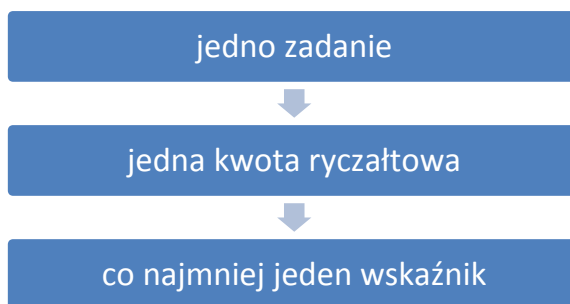 jedno zadanie
jedna kwota ryczałtowa
co najmniej jeden wskaźnik